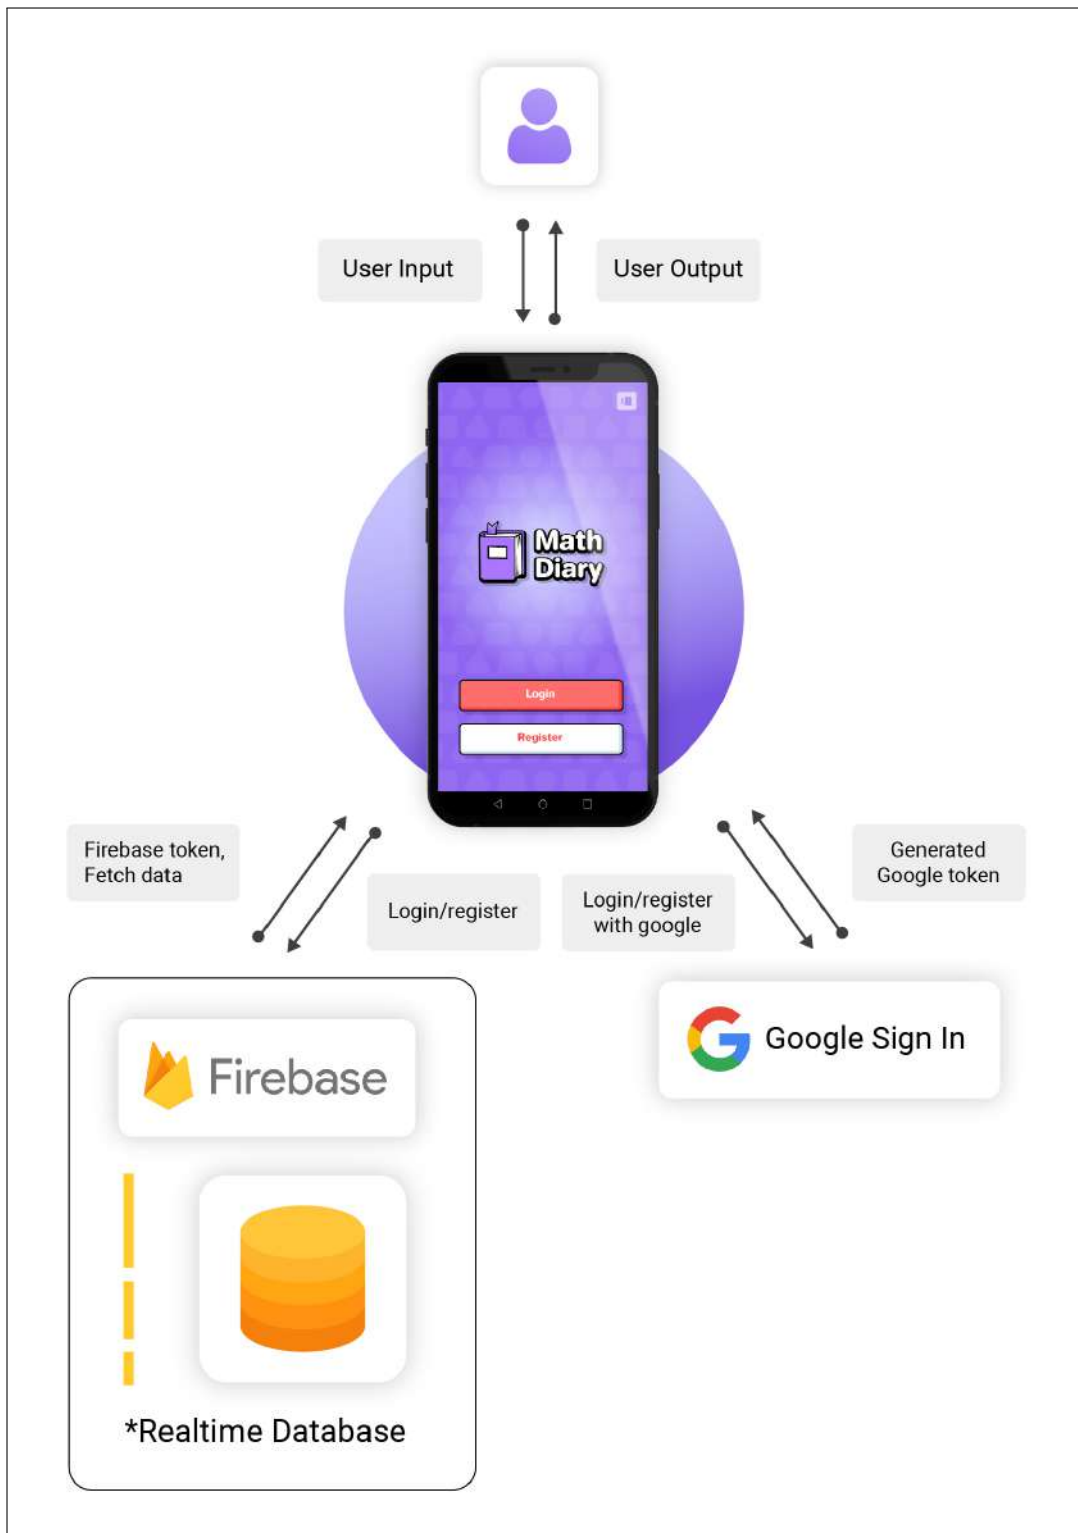 User Input
User Output
Math
Diary
Login
Register
Firebase token,
Fetch data
Login/register
Login/register
with google
Generated
Google token
Firebase
Google Sign In
*Realtime Database